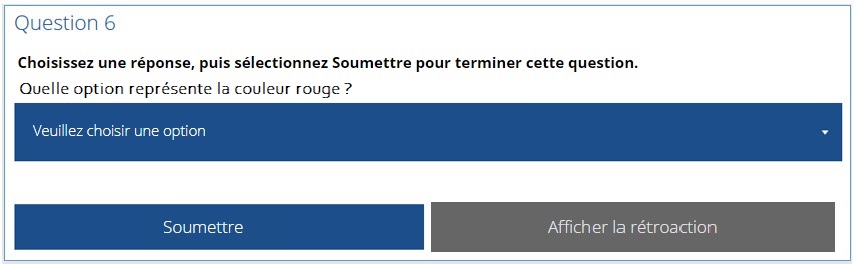 Question 6
Choisissez une réponse, puis sélectionnez Soumettre pour terminer cette question.
Quelle option représente la couleur rouge ?
Veuillez choisir une option
Soumettre
Afficher la rétroaction